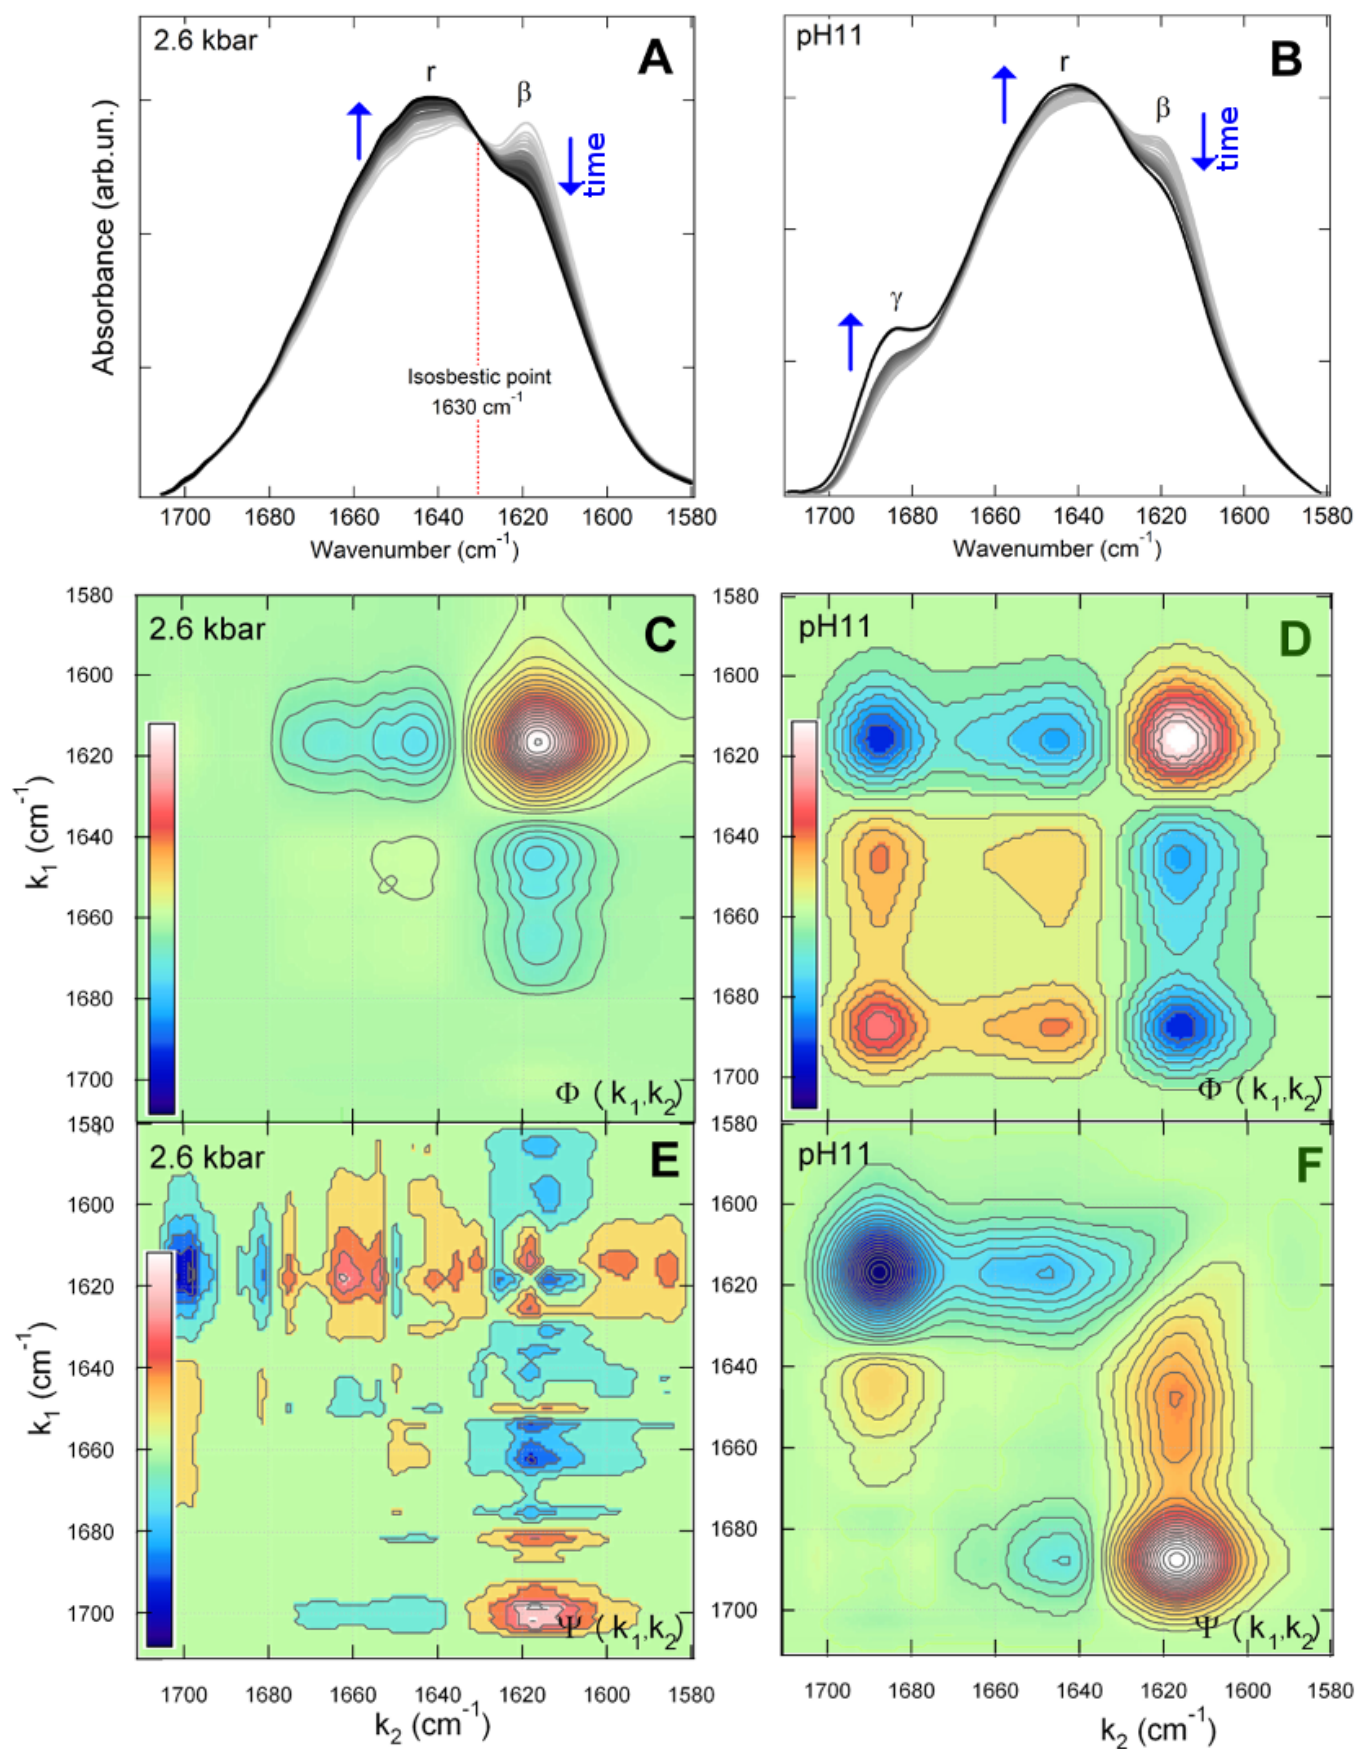 2.6 kbar
A
r
β
time
Absorbance (arb.un.)
Isosbestic point
1630 cm⁻¹
1700 1680 1660 1640 1620 1600 1580
Wavenumber (cm⁻¹)
pH11
B
r
β
time
γ
1700 1680 1660 1640 1620 1600 1580
Wavenumber (cm⁻¹)
2.6 kbar
C
1580
1600
1620
1640
1660
1680
1700
k₁ (cm⁻¹)
Φ (k₁,k₂)
pH11
D
1580
1600
1620
1640
1660
1680
1700
Φ (k₁,k₂)
2.6 kbar
E
1580
1600
1620
1640
1660
1680
1700
k₁ (cm⁻¹)
Ψ (k₁,k₂)
1700 1680 1660 1640 1620 1600 1580
k₂ (cm⁻¹)
pH11
F
1580
1600
1620
1640
1660
1680
1700
Ψ (k₁,k₂)
1700 1680 1660 1640 1620 1600 1580
k₂ (cm⁻¹)